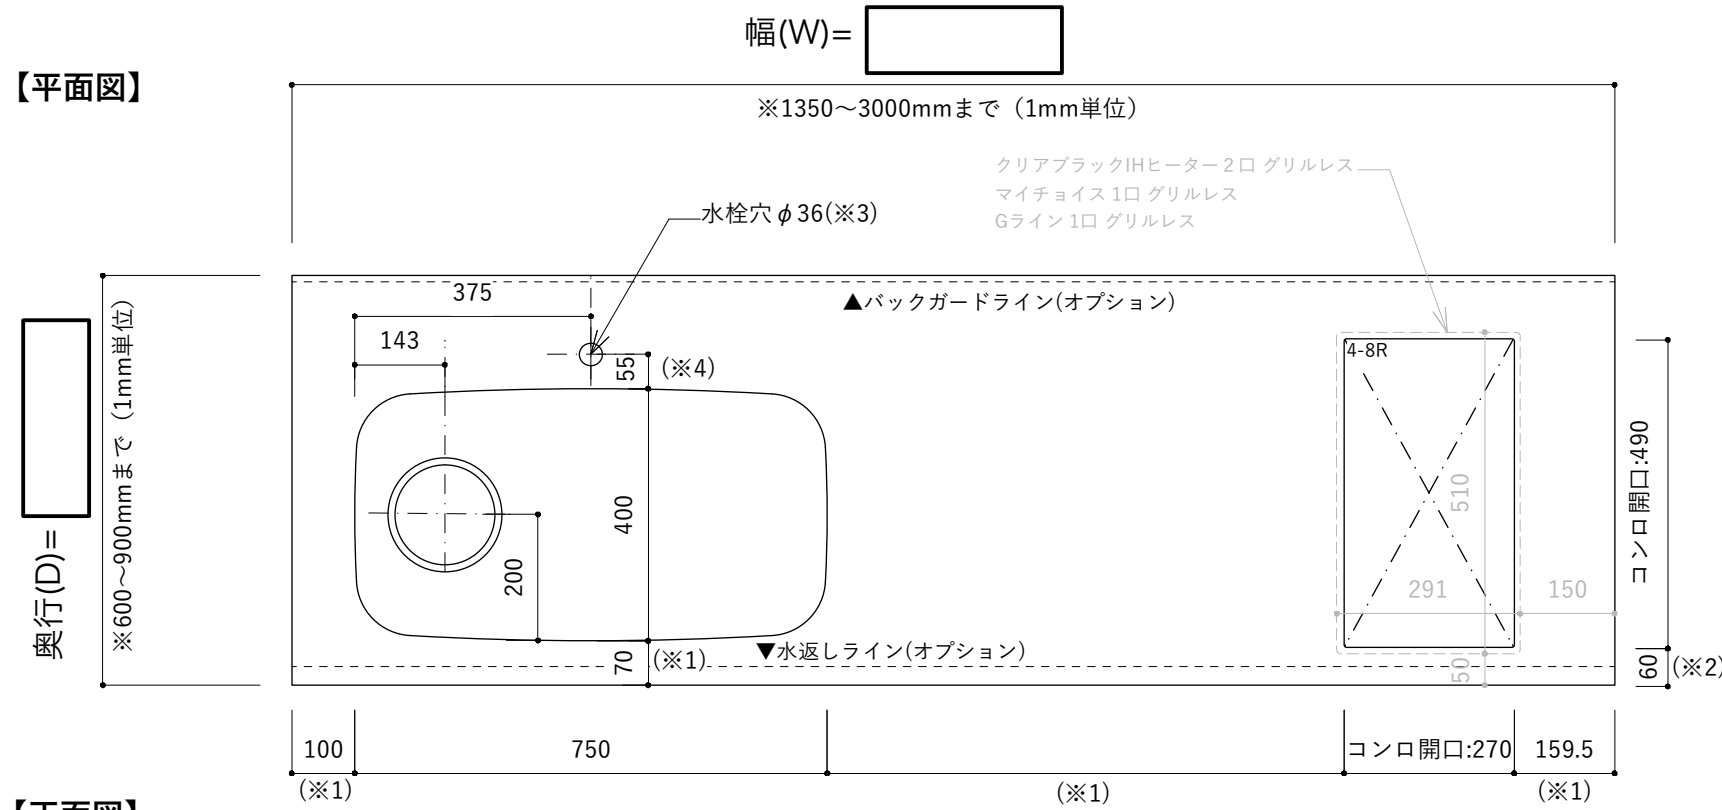 幅(W)=
【平面図】
※1350～3000mmまで（1mm単位）
クリアブラックIHヒーター２口 グリルレス
マイチョイス 1口 グリルレス
Gライン 1口 グリルレス
水栓穴φ36(※3)
375
▲バックガードライン(オプション)
143
55
(※4)
4-8R
奥行(D)=
※600～900mmまで（1mm単位）
400
200
510
291
150
コンロ開口:490
▼水返しライン(オプション)
70
(※1)
50
60
(※2)
100
750
コンロ開口:270
159.5
(※1)
(※1)
(※1)